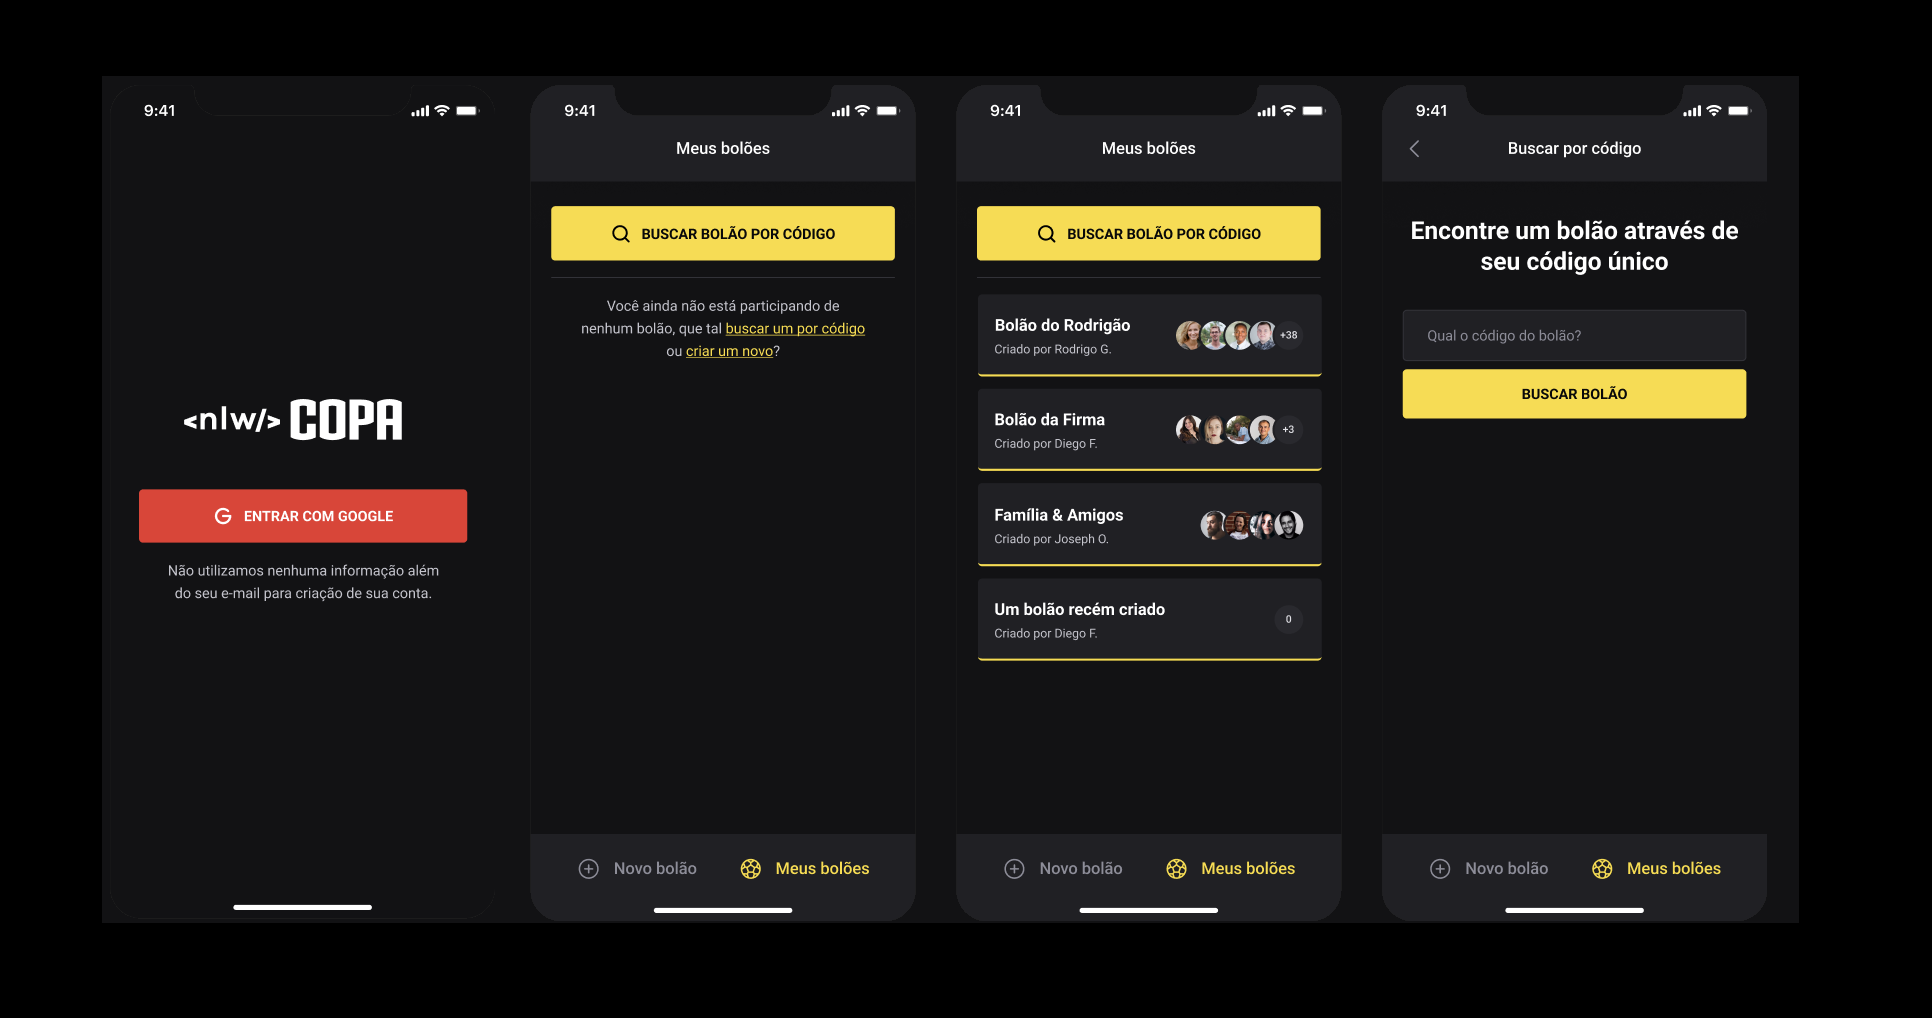 9:41
<nlw/> COPA
ENTRAR COM GOOGLE
Não utilizamos nenhuma informação além
do seu e-mail para criação de sua conta.
9:41
Meus bolões
BUSCAR BOLÃO POR CÓDIGO
Você ainda não está participando de
nenhum bolão, que tal buscar um por código
ou criar um novo?
Novo bolão
Meus bolões
9:41
Meus bolões
BUSCAR BOLÃO POR CÓDIGO
Bolão do Rodrigão
Criado por Rodrigo G.
+38
Bolão da Firma
Criado por Diego F.
+3
Família & Amigos
Criado por Joseph O.
Um bolão recém criado
Criado por Diego F.
0
Novo bolão
Meus bolões
9:41
Buscar por código
Encontre um bolão através de
seu código único
Qual o código do bolão?
BUSCAR BOLÃO
Novo bolão
Meus bolões